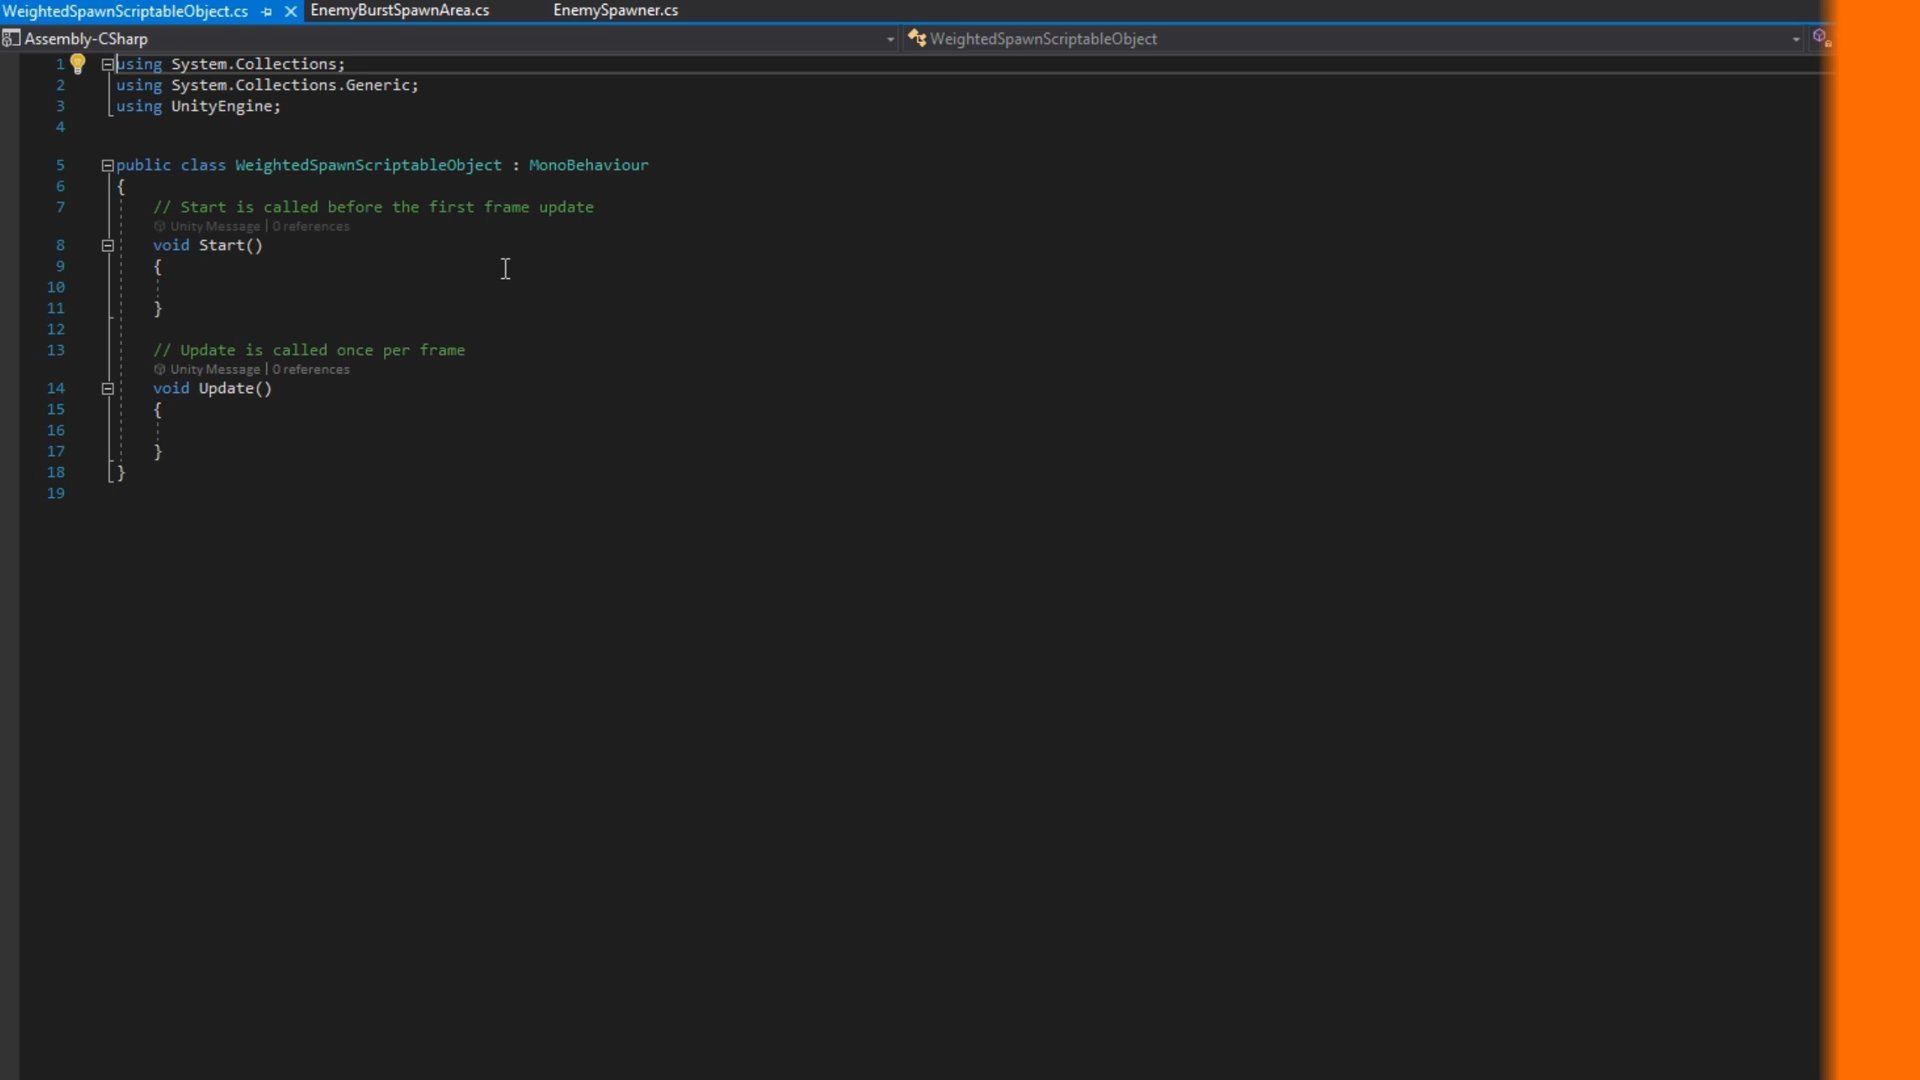 WeightedSpawnScriptableObject.cs EnemyBurstSpawnArea.cs EnemySpawner.cs
Assembly-CSharp WeightedSpawnScriptableObject
1 using System.Collections;
2 using System.Collections.Generic;
3 using UnityEngine;
4
5 public class WeightedSpawnScriptableObject : MonoBehaviour
6 {
7 // Start is called before the first frame update
Unity Message | 0 references
8 void Start()
9 {
10
11 }
12
13 // Update is called once per frame
Unity Message | 0 references
14 void Update()
15 {
16
17 }
18 }
19